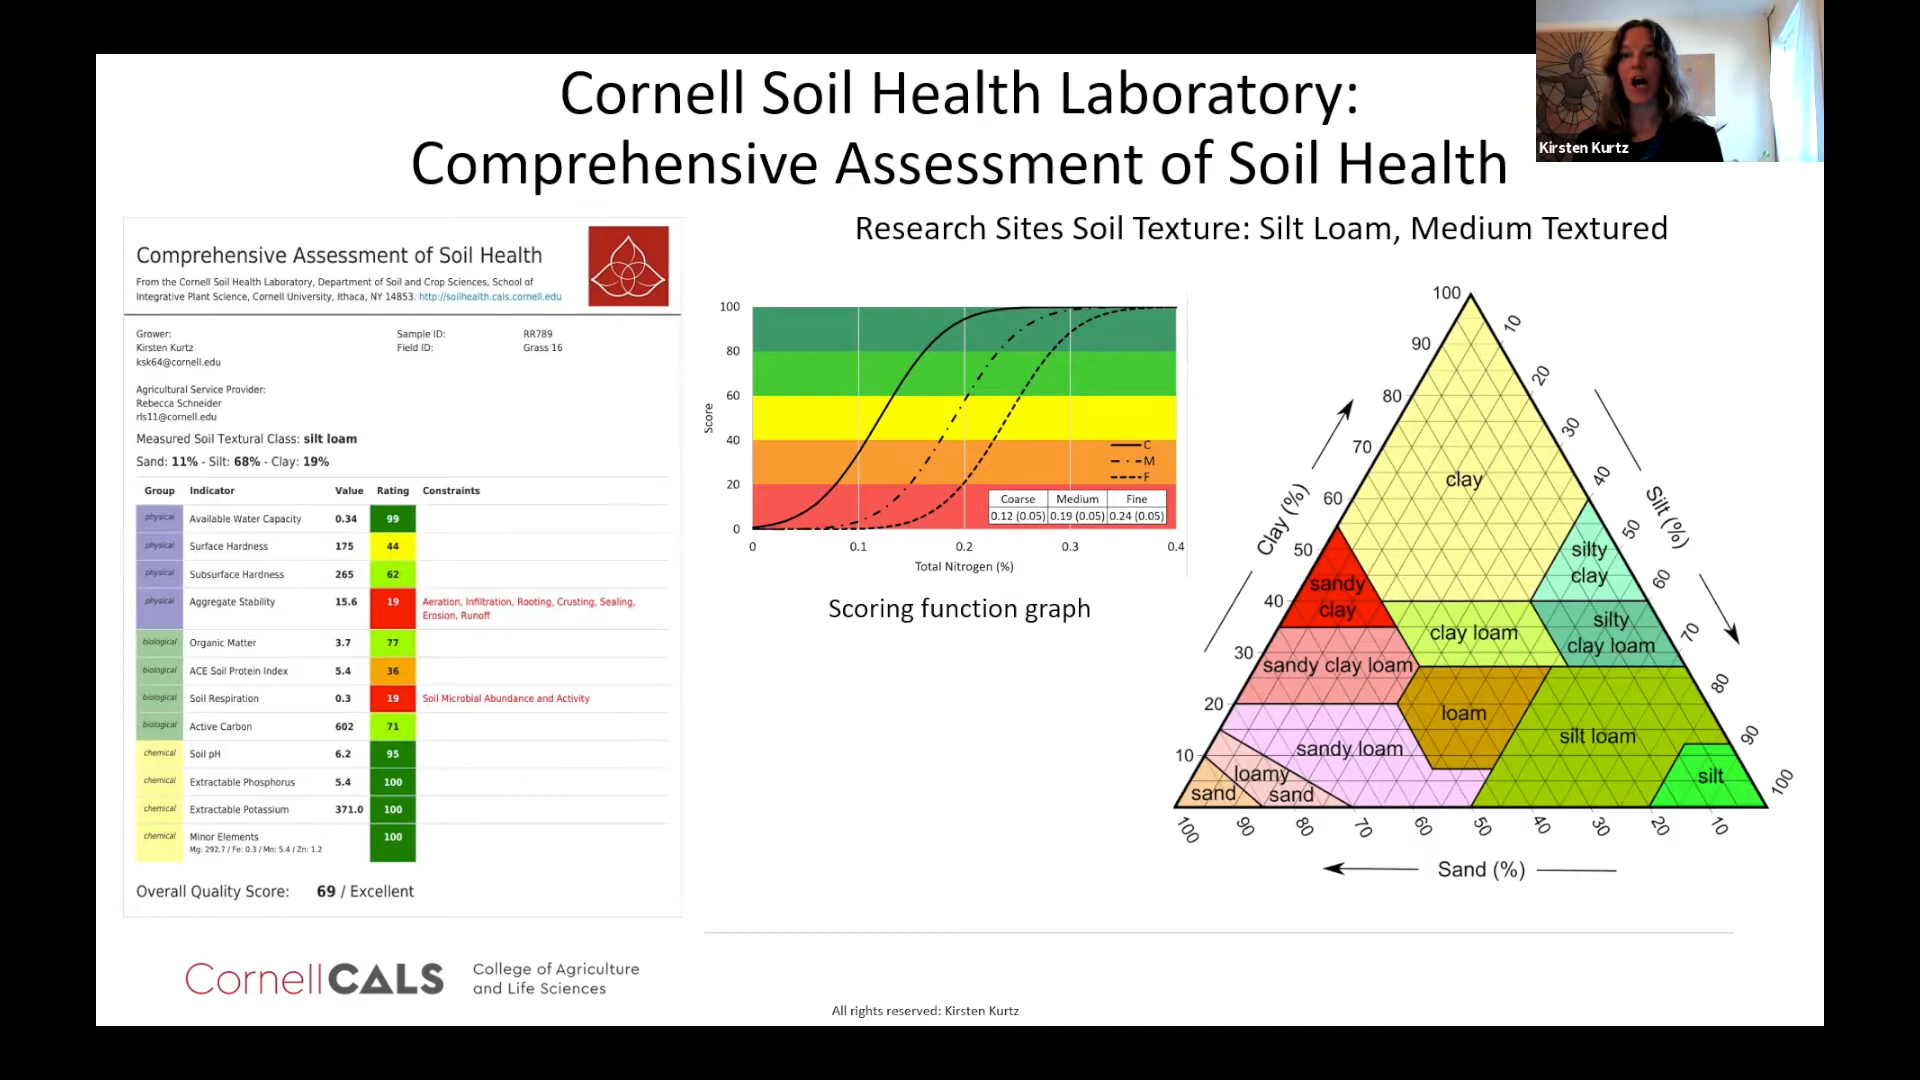 Cornell Soil Health Laboratory:
Comprehensive Assessment of Soil Health
Kirsten Kurtz
Research Sites Soil Texture: Silt Loam, Medium Textured
Comprehensive Assessment of Soil Health
From the Cornell Soil Health Laboratory, Department of Soil and Crop Sciences, School of
Integrative Plant Science, Cornell University, Ithaca, NY 14853. http://soilhealth.cals.cornell.edu
Grower:
Kirsten Kurtz
ksk64@cornell.edu
Sample ID: RR789
Field ID: Grass 16
Agricultural Service Provider:
Rebecca Schneider
rls11@cornell.edu
Measured Soil Textural Class: silt loam
Sand: 11% - Silt: 68% - Clay: 19%
Group Indicator Value Rating Constraints
physical Available Water Capacity 0.34 99
physical Surface Hardness 175 44
physical Subsurface Hardness 265 62
physical Aggregate Stability 15.6 19 Aeration, Infiltration, Rooting, Crusting, Sealing,
Erosion, Runoff
biological Organic Matter 3.7 77
biological ACE Soil Protein Index 5.4 36
biological Soil Respiration 0.3 19 Soil Microbial Abundance and Activity
biological Active Carbon 602 71
chemical Soil pH 6.2 95
chemical Extractable Phosphorus 5.4 100
chemical Extractable Potassium 371.0 100
chemical Minor Elements 100
Mg: 292.7 / Fe: 0.3 / Mn: 5.4 / Zn: 1.2
Overall Quality Score: 69 / Excellent
100
80
60
40
20
0
Score
C
M
F
Coarse Medium Fine
0.12 (0.05) 0.19 (0.05) 0.24 (0.05)
0 0.1 0.2 0.3 0.4
Total Nitrogen (%)
Scoring function graph
100
90
80
70
60
50
40
30
20
10
Clay (%)
10
20
30
40
50
60
70
80
90
100
Silt (%)
clay
silty
clay
sandy
clay
clay loam
silty
clay loam
sandy clay loam
loam
silt loam
sandy loam
loamy
sand
sand
silt
100 90 80 70 60 50 40 30 20 10
Sand (%)
CornellCALS
College of Agriculture
and Life Sciences
All rights reserved: Kirsten Kurtz